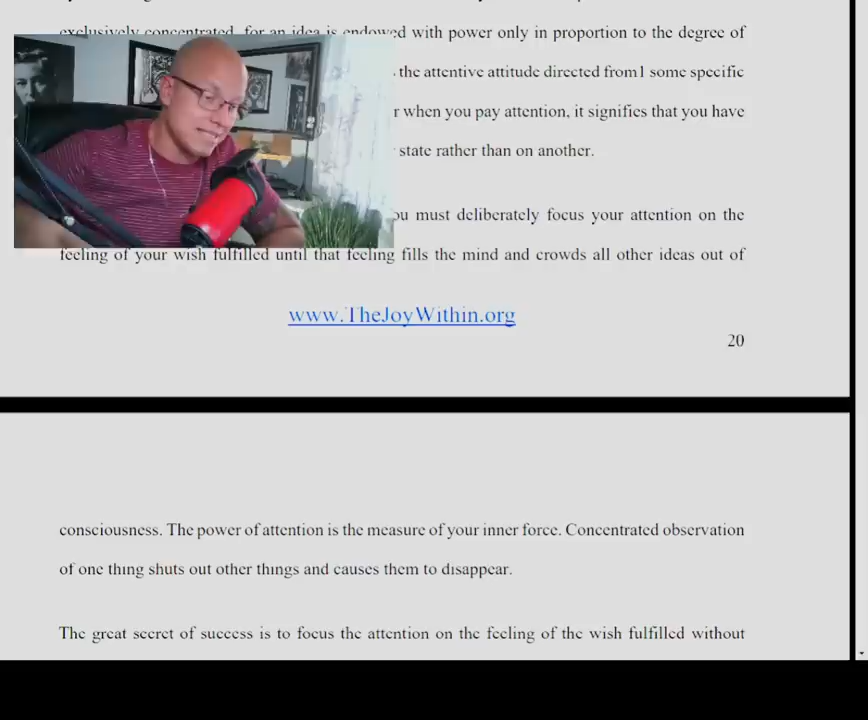 exclusively concentrated, for an idea is endowed with power only in proportion to the degree of
the attentive attitude directed from1 some specific
r when you pay attention, it signifies that you have
state rather than on another.
ou must deliberately focus your attention on the
feeling of your wish fulfilled until that feeling fills the mind and crowds all other ideas out of
www.TheJoyWithin.org
20
consciousness. The power of attention is the measure of your inner force. Concentrated observation
of one thing shuts out other things and causes them to disappear.
The great secret of success is to focus the attention on the feeling of the wish fulfilled without